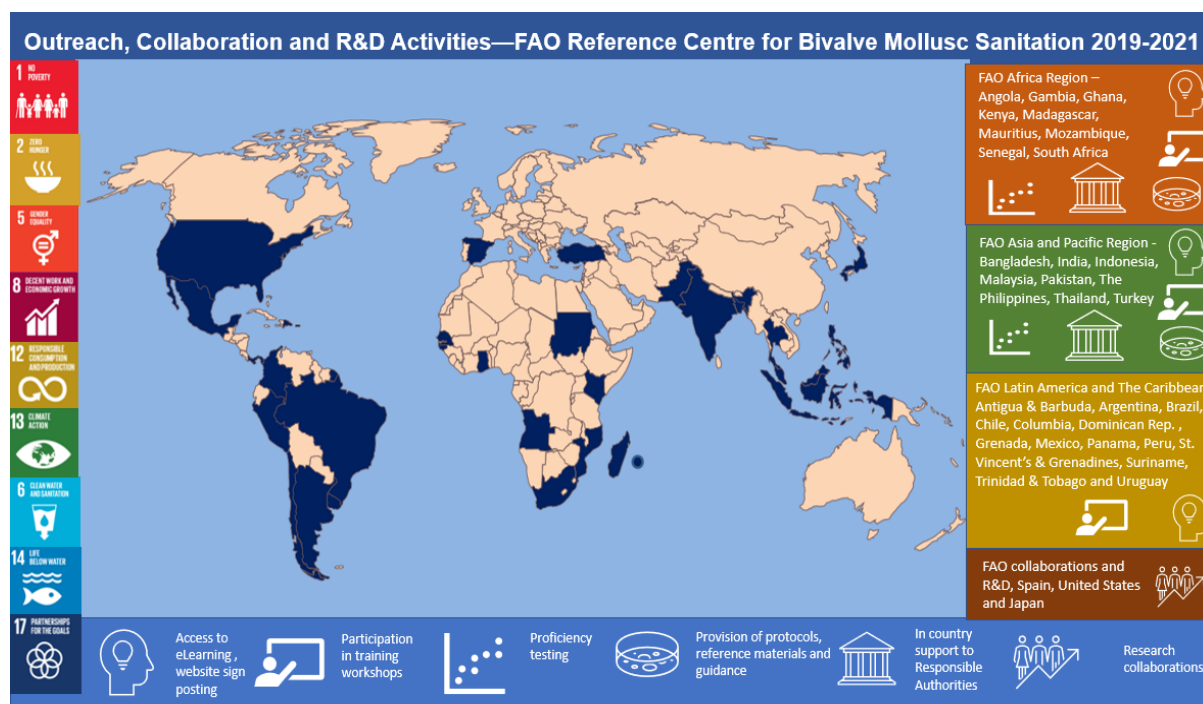 Outreach, Collaboration and R&D Activities—FAO Reference Centre for Bivalve Mollusc Sanitation 2019-2021
1 NO
POVERTY
2 ZERO
HUNGER
5 GENDER
EQUALITY
8 DECENT WORK AND
ECONOMIC GROWTH
12 RESPONSIBLE
CONSUMPTION
AND PRODUCTION
13 CLIMATE
ACTION
6 CLEAN WATER
AND SANITATION
14 LIFE
BELOW WATER
17 PARTNERSHIPS
FOR THE GOALS
FAO Africa Region –
Angola, Gambia, Ghana,
Kenya, Madagascar,
Mauritius, Mozambique,
Senegal, South Africa
FAO Asia and Pacific Region -
Bangladesh, India, Indonesia,
Malaysia, Pakistan, The
Philippines, Thailand, Turkey
FAO Latin America and The Caribbean
Antigua & Barbuda, Argentina, Brazil,
Chile, Columbia, Dominican Rep. ,
Grenada, Mexico, Panama, Peru, St.
Vincent's & Grenadines, Suriname,
Trinidad & Tobago and Uruguay
FAO collaborations and
R&D, Spain, United States
and Japan
Access to
eLearning ,
website sign
posting
Participation
in training
workshops
Proficiency
testing
Provision of protocols,
reference materials and
guidance
In country
support to
Responsible
Authorities
Research
collaborations